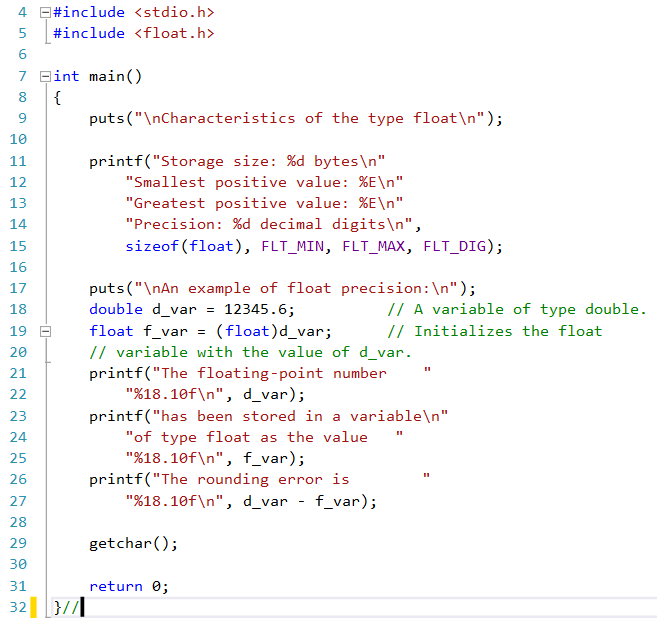 4 #include <stdio.h>
5 #include <float.h>
6
7 int main()
8 {
9     puts("\nCharacteristics of the type float\n");
10
11     printf("Storage size: %d bytes\n"
12         "Smallest positive value: %E\n"
13         "Greatest positive value: %E\n"
14         "Precision: %d decimal digits\n",
15         sizeof(float), FLT_MIN, FLT_MAX, FLT_DIG);
16
17     puts("\nAn example of float precision:\n");
18     double d_var = 12345.6;          // A variable of type double.
19     float f_var = (float)d_var;      // Initializes the float
20     // variable with the value of d_var.
21     printf("The floating-point number    "
22         "%18.10f\n", d_var);
23     printf("has been stored in a variable\n"
24         "of type float as the value   "
25         "%18.10f\n", f_var);
26     printf("The rounding error is        "
27         "%18.10f\n", d_var - f_var);
28
29     getchar();
30
31     return 0;
32 }//